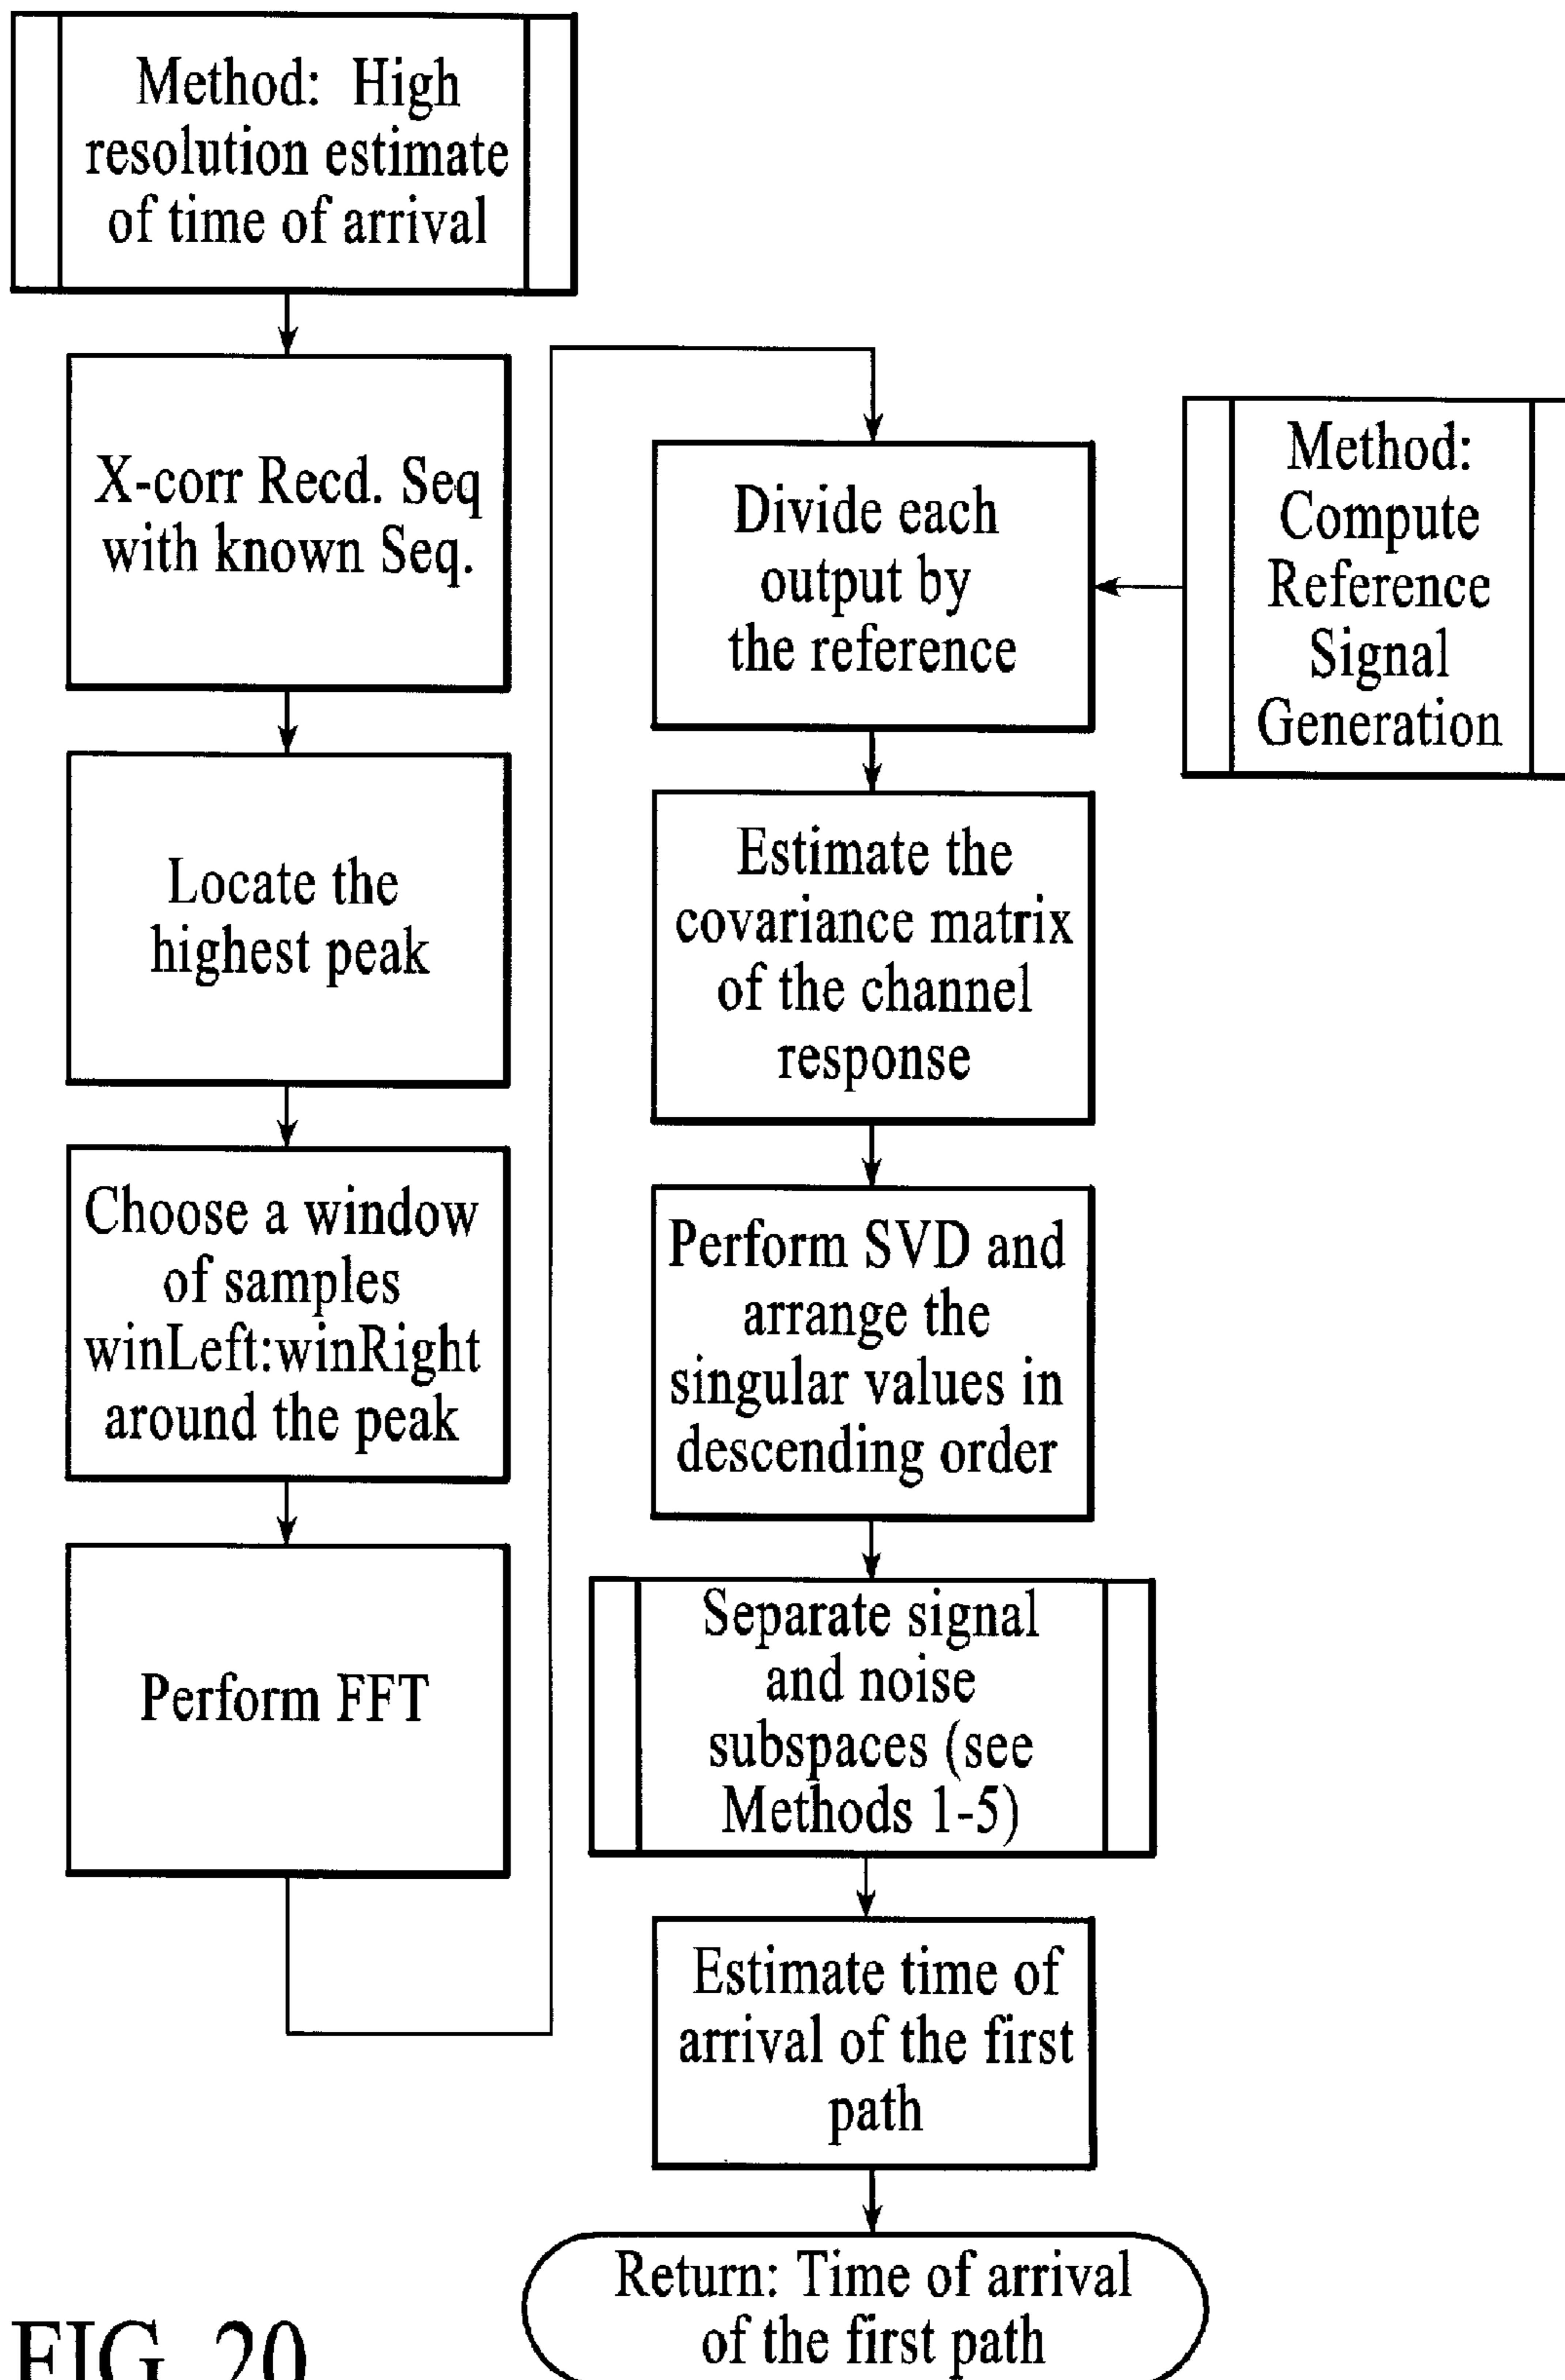 Method: High
resolution estimate
of time of arrival
X-corr Recd. Seq
with known Seq.
Locate the
highest peak
Choose a window
of samples
winLeft:winRight
around the peak
Perform FFT
Divide each
output by
the reference
Method:
Compute
Reference
Signal
Generation
Estimate the
covariance matrix
of the channel
response
Perform SVD and
arrange the
singular values in
descending order
Separate signal
and noise
subspaces (see
Methods 1-5)
Estimate time of
arrival of the first
path
Return: Time of arrival
of the first path
FIG. 20